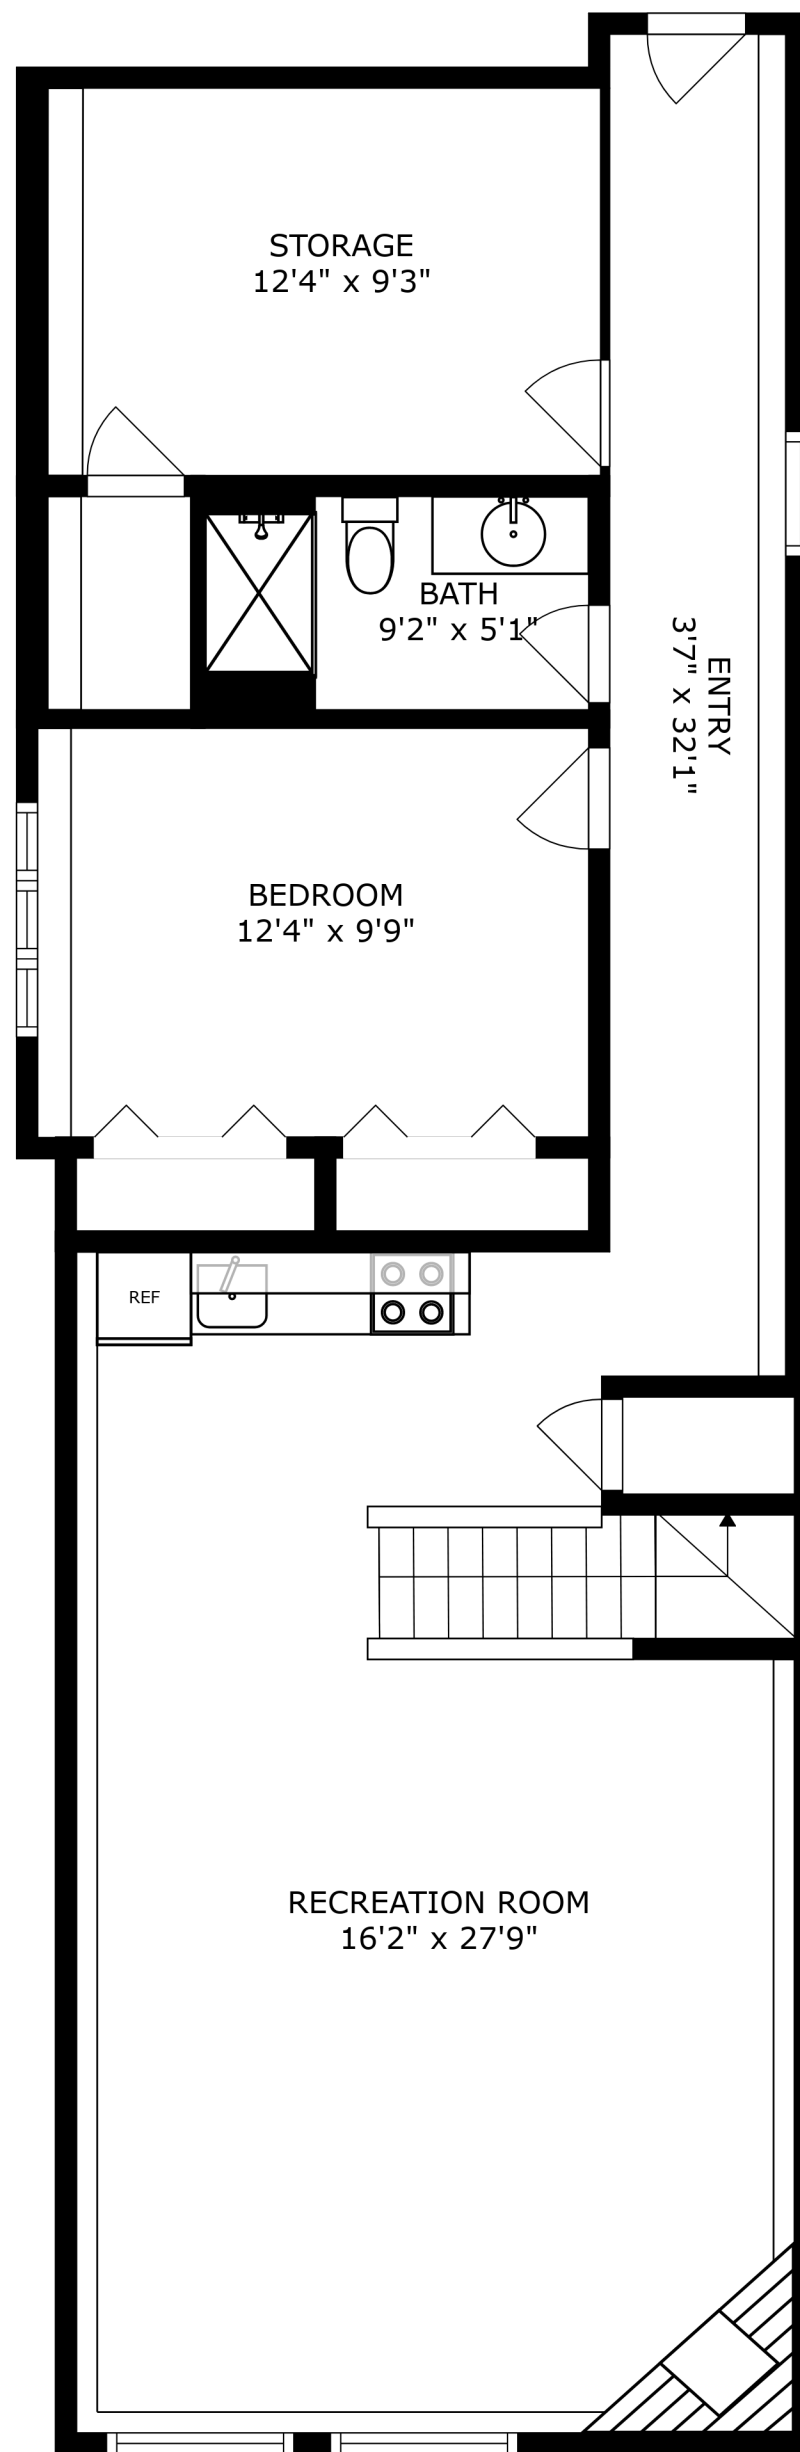 STORAGE
12'4" x 9'3"
BATH
9'2" x 5'1"
ENTRY
3'7" x 32'1"
BEDROOM
12'4" x 9'9"
REF
RECREATION ROOM
16'2" x 27'9"